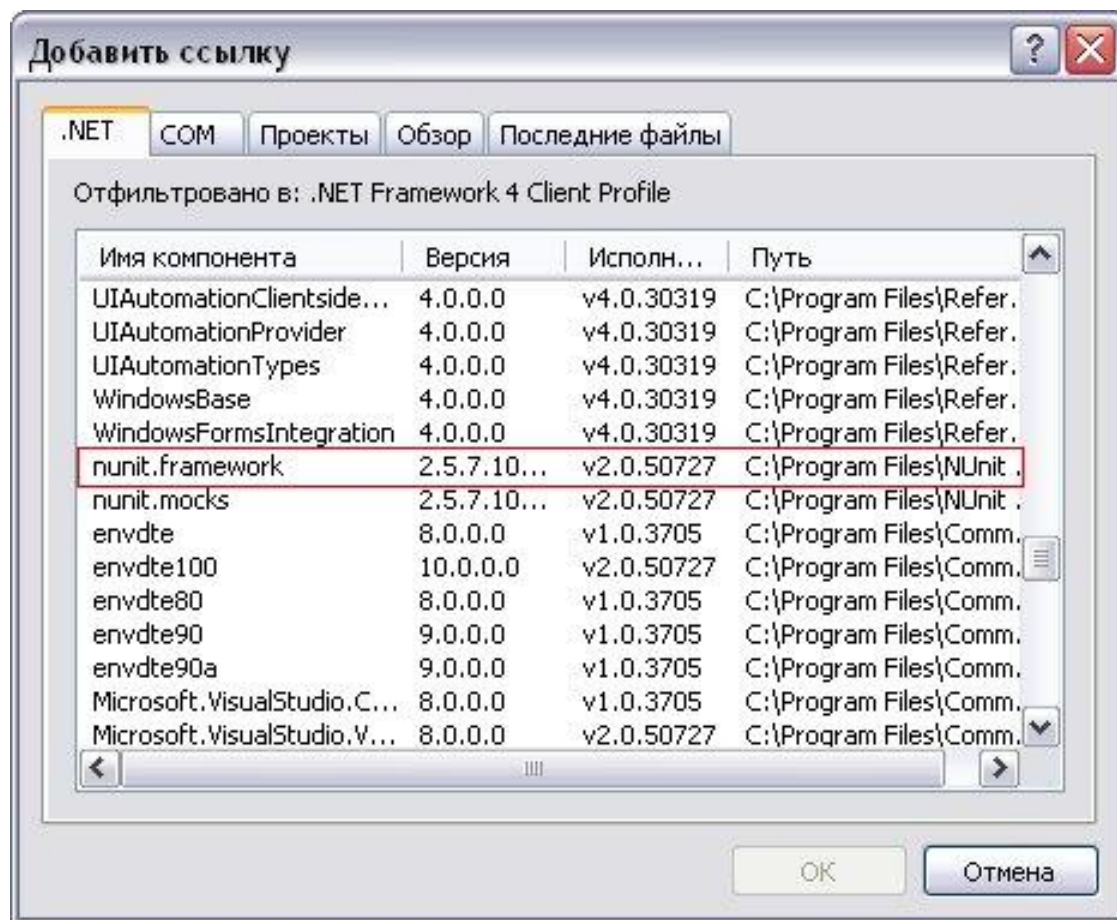 Добавить ссылку
.NET COM Проекты Обзор Последние файлы
Отфильтровано в: .NET Framework 4 Client Profile
Имя компонента Версия Исполн... Путь
UIAutomationClientside... 4.0.0.0 v4.0.30319 C:\Program Files\Refer.
UIAutomationProvider 4.0.0.0 v4.0.30319 C:\Program Files\Refer.
UIAutomationTypes 4.0.0.0 v4.0.30319 C:\Program Files\Refer.
WindowsBase 4.0.0.0 v4.0.30319 C:\Program Files\Refer.
WindowsFormsIntegration 4.0.0.0 v4.0.30319 C:\Program Files\Refer.
nunit.framework 2.5.7.10... v2.0.50727 C:\Program Files\NUnit .
nunit.mocks 2.5.7.10... v2.0.50727 C:\Program Files\NUnit .
envdte 8.0.0.0 v1.0.3705 C:\Program Files\Comm.
envdte100 10.0.0.0 v2.0.50727 C:\Program Files\Comm.
envdte80 8.0.0.0 v1.0.3705 C:\Program Files\Comm.
envdte90 9.0.0.0 v1.0.3705 C:\Program Files\Comm.
envdte90a 9.0.0.0 v1.0.3705 C:\Program Files\Comm.
Microsoft.VisualStudio.C... 8.0.0.0 v1.0.3705 C:\Program Files\Comm.
Microsoft.VisualStudio.V... 8.0.0.0 v2.0.50727 C:\Program Files\Comm.
ОК Отмена